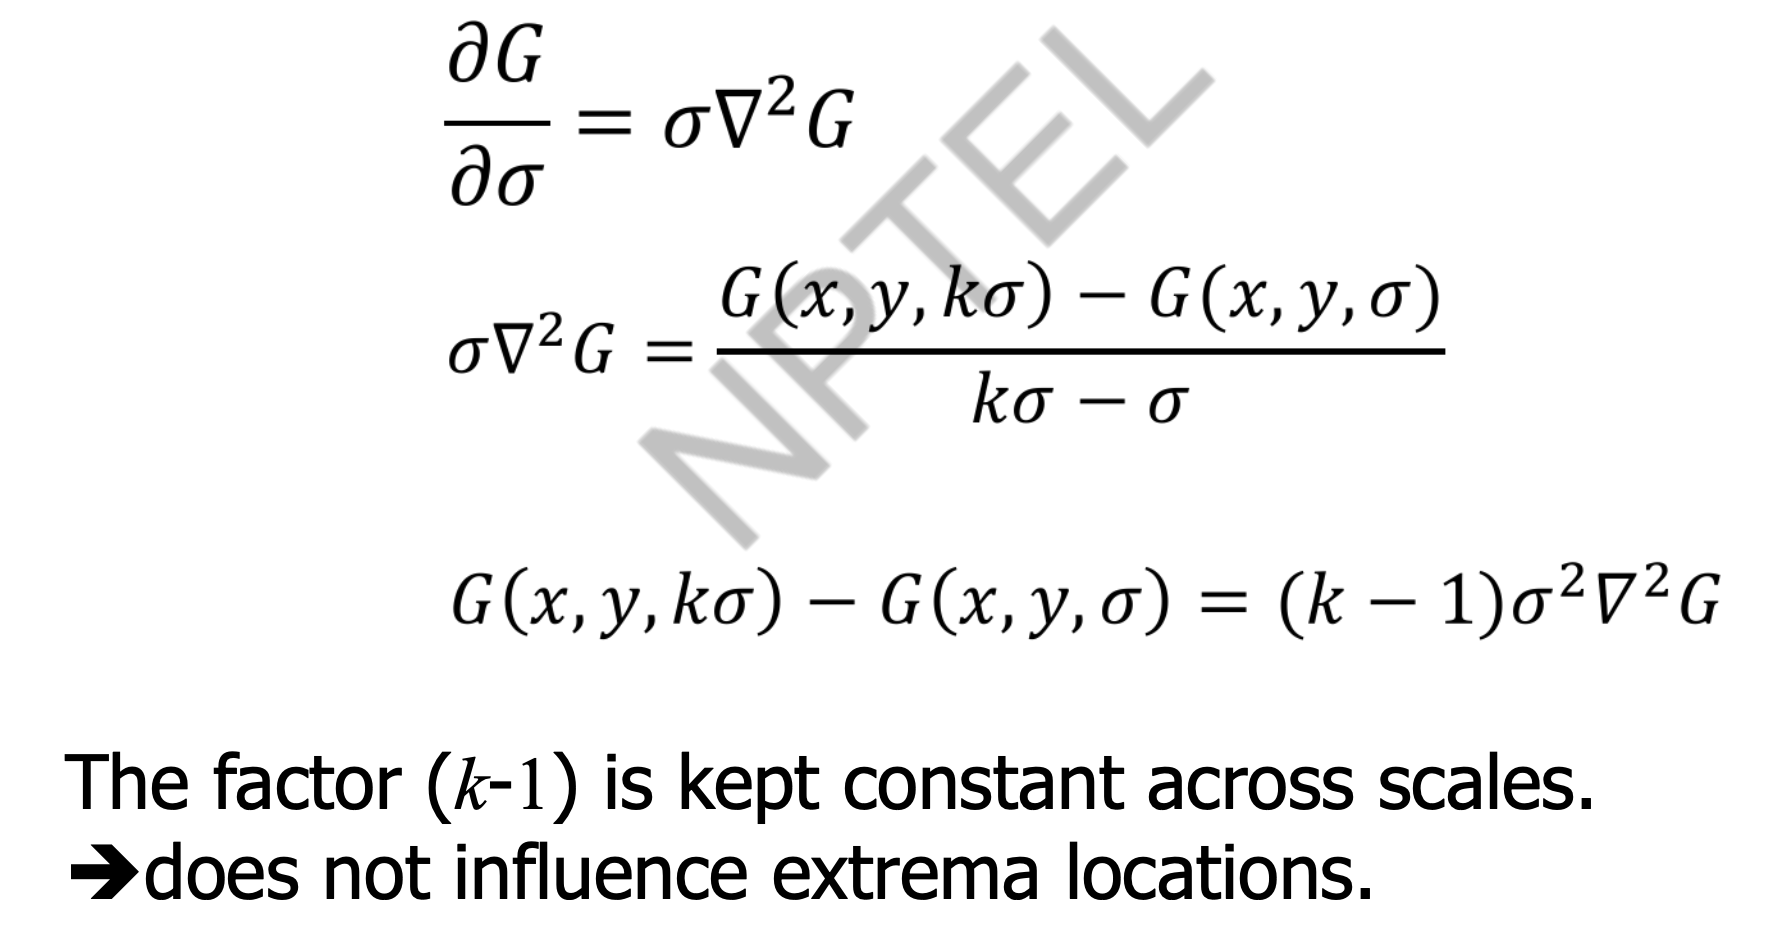 ∂G/∂σ = σ∇²G
σ∇²G = (G(x, y, kσ) − G(x, y, σ))/(kσ − σ)
G(x, y, kσ) − G(x, y, σ) = (k − 1)σ²∇²G
The factor (k-1) is kept constant across scales.
➔does not influence extrema locations.
NPTEL